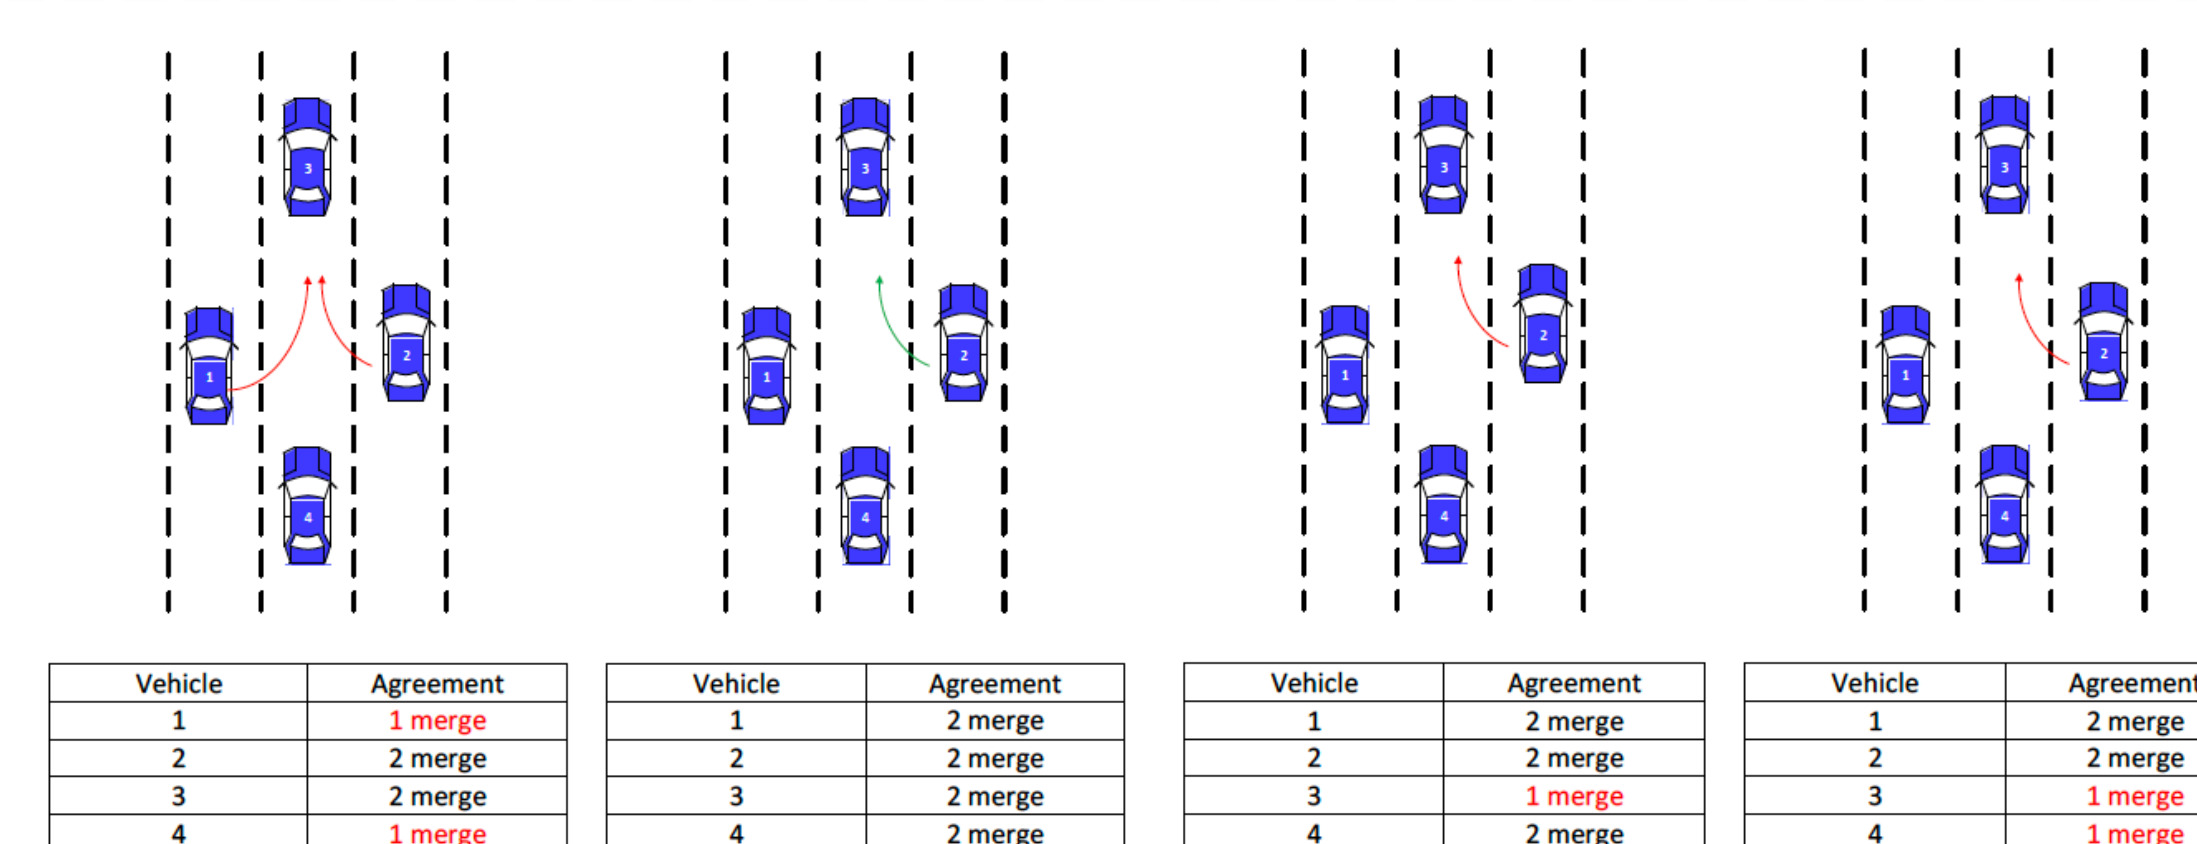 3
3
3
3
1
2
1
2
1
2
1
2
4
4
4
4
Vehicle Agreement
1 1 merge
2 2 merge
3 2 merge
4 1 merge
Vehicle Agreement
1 2 merge
2 2 merge
3 2 merge
4 2 merge
Vehicle Agreement
1 2 merge
2 2 merge
3 1 merge
4 2 merge
Vehicle Agreement
1 2 merge
2 2 merge
3 1 merge
4 1 merge